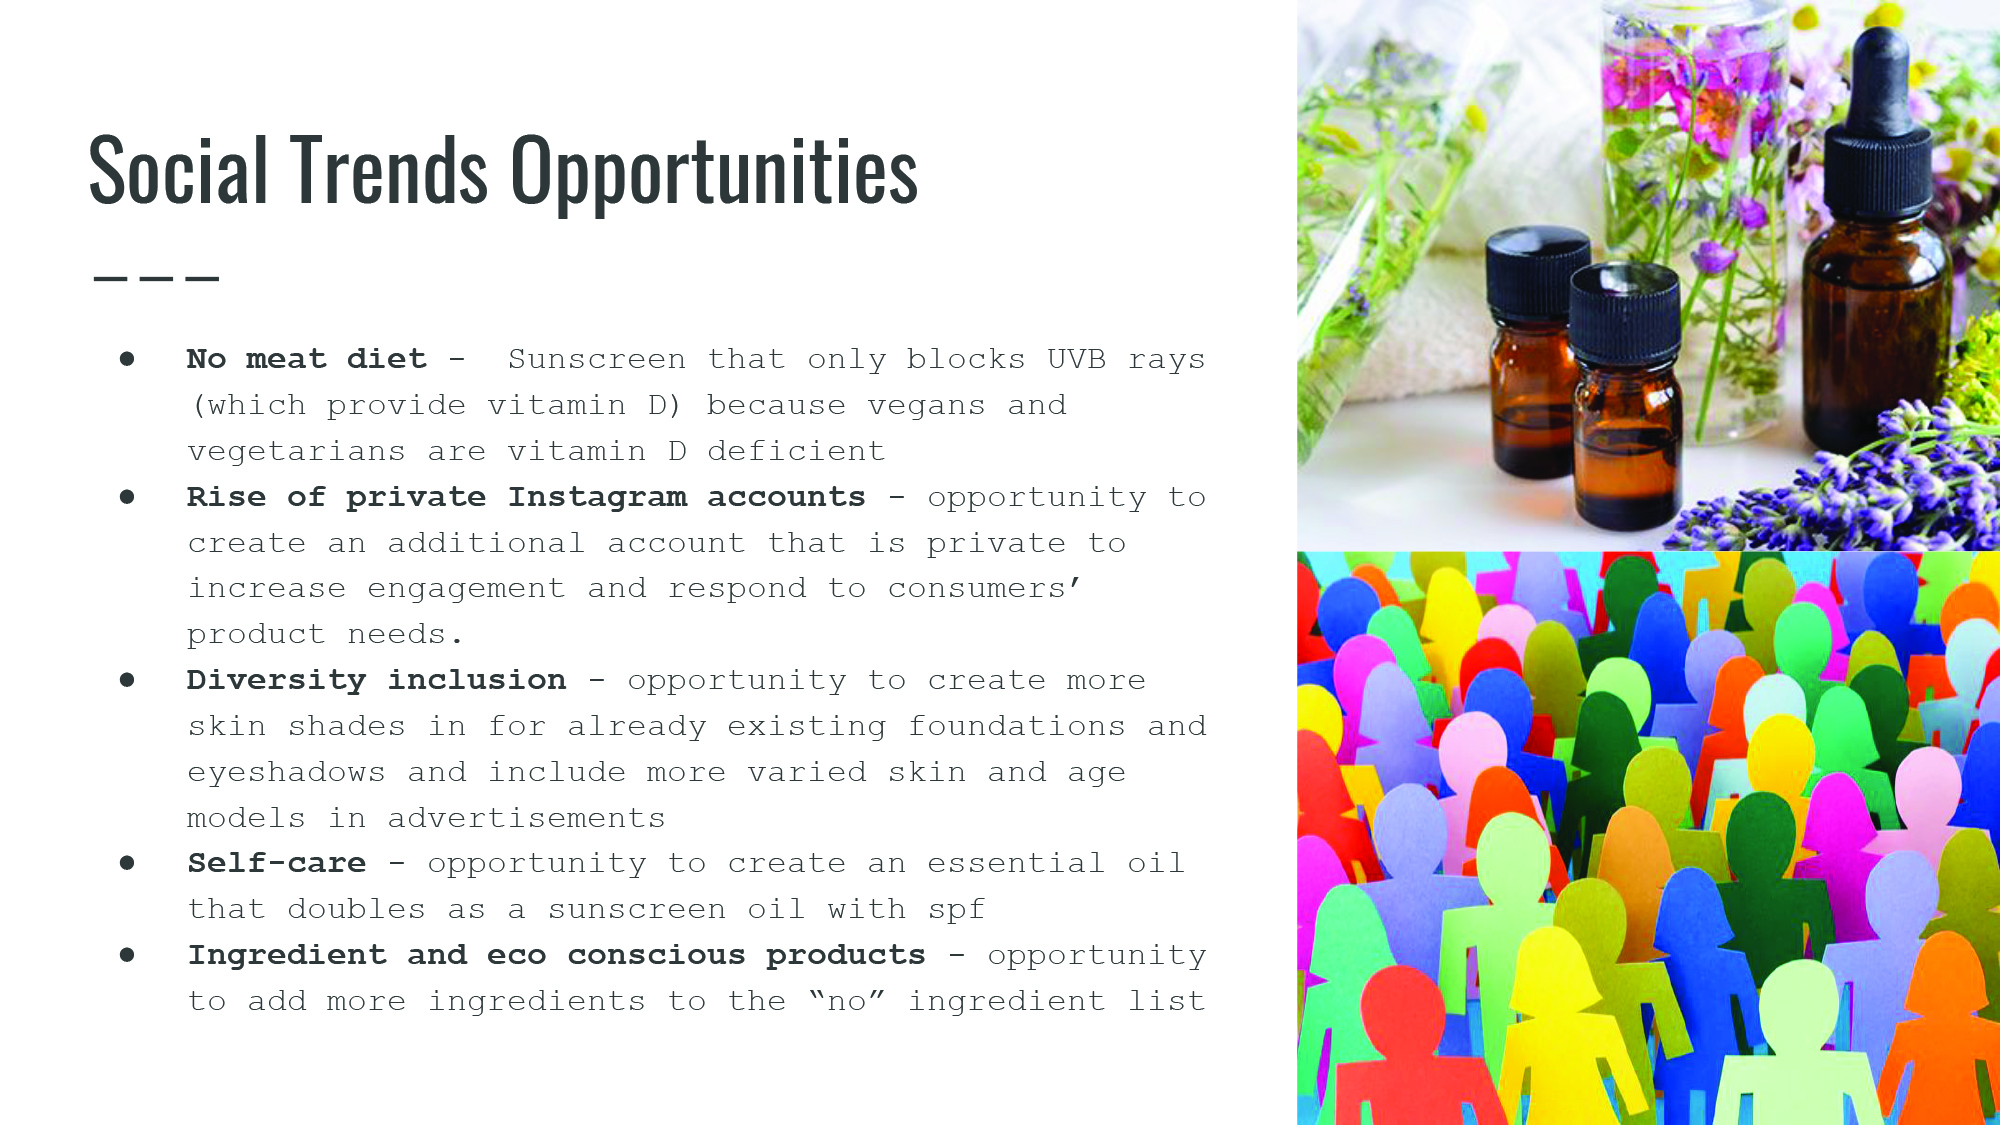 Social Trends Opportunities
● No meat diet -  Sunscreen that only blocks UVB rays
(which provide vitamin D) because vegans and
vegetarians are vitamin D deficient
● Rise of private Instagram accounts - opportunity to
create an additional account that is private to
increase engagement and respond to consumers’
product needs.
● Diversity inclusion - opportunity to create more
skin shades in for already existing foundations and
eyeshadows and include more varied skin and age
models in advertisements
● Self-care - opportunity to create an essential oil
that doubles as a sunscreen oil with spf
● Ingredient and eco conscious products - opportunity
to add more ingredients to the “no” ingredient list